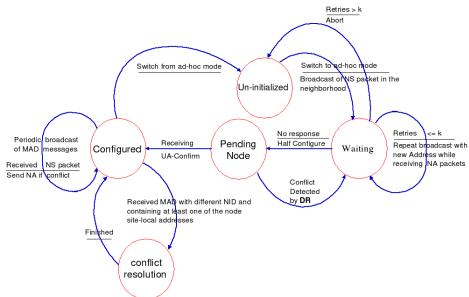 Retries > k
Abort
Switch from ad-hoc mode
Switch to ad-hoc mode
Broadcast of NS packet in the
neighborhood
Un-initialized
Periodic broadcast
of MAD messages
Received NS packet
Send NA if conflict
Configured
Receiving
UA-Confirm
Pending
Node
No response
Half Configure
Waiting
Retries <= k
Repeat broadcast with
new Address while
receiving NA packets
Conflict
Detected
by DR
Received MAD with different NID and
containing at least one of the node
site-local addresses
Finished
conflict
resolution